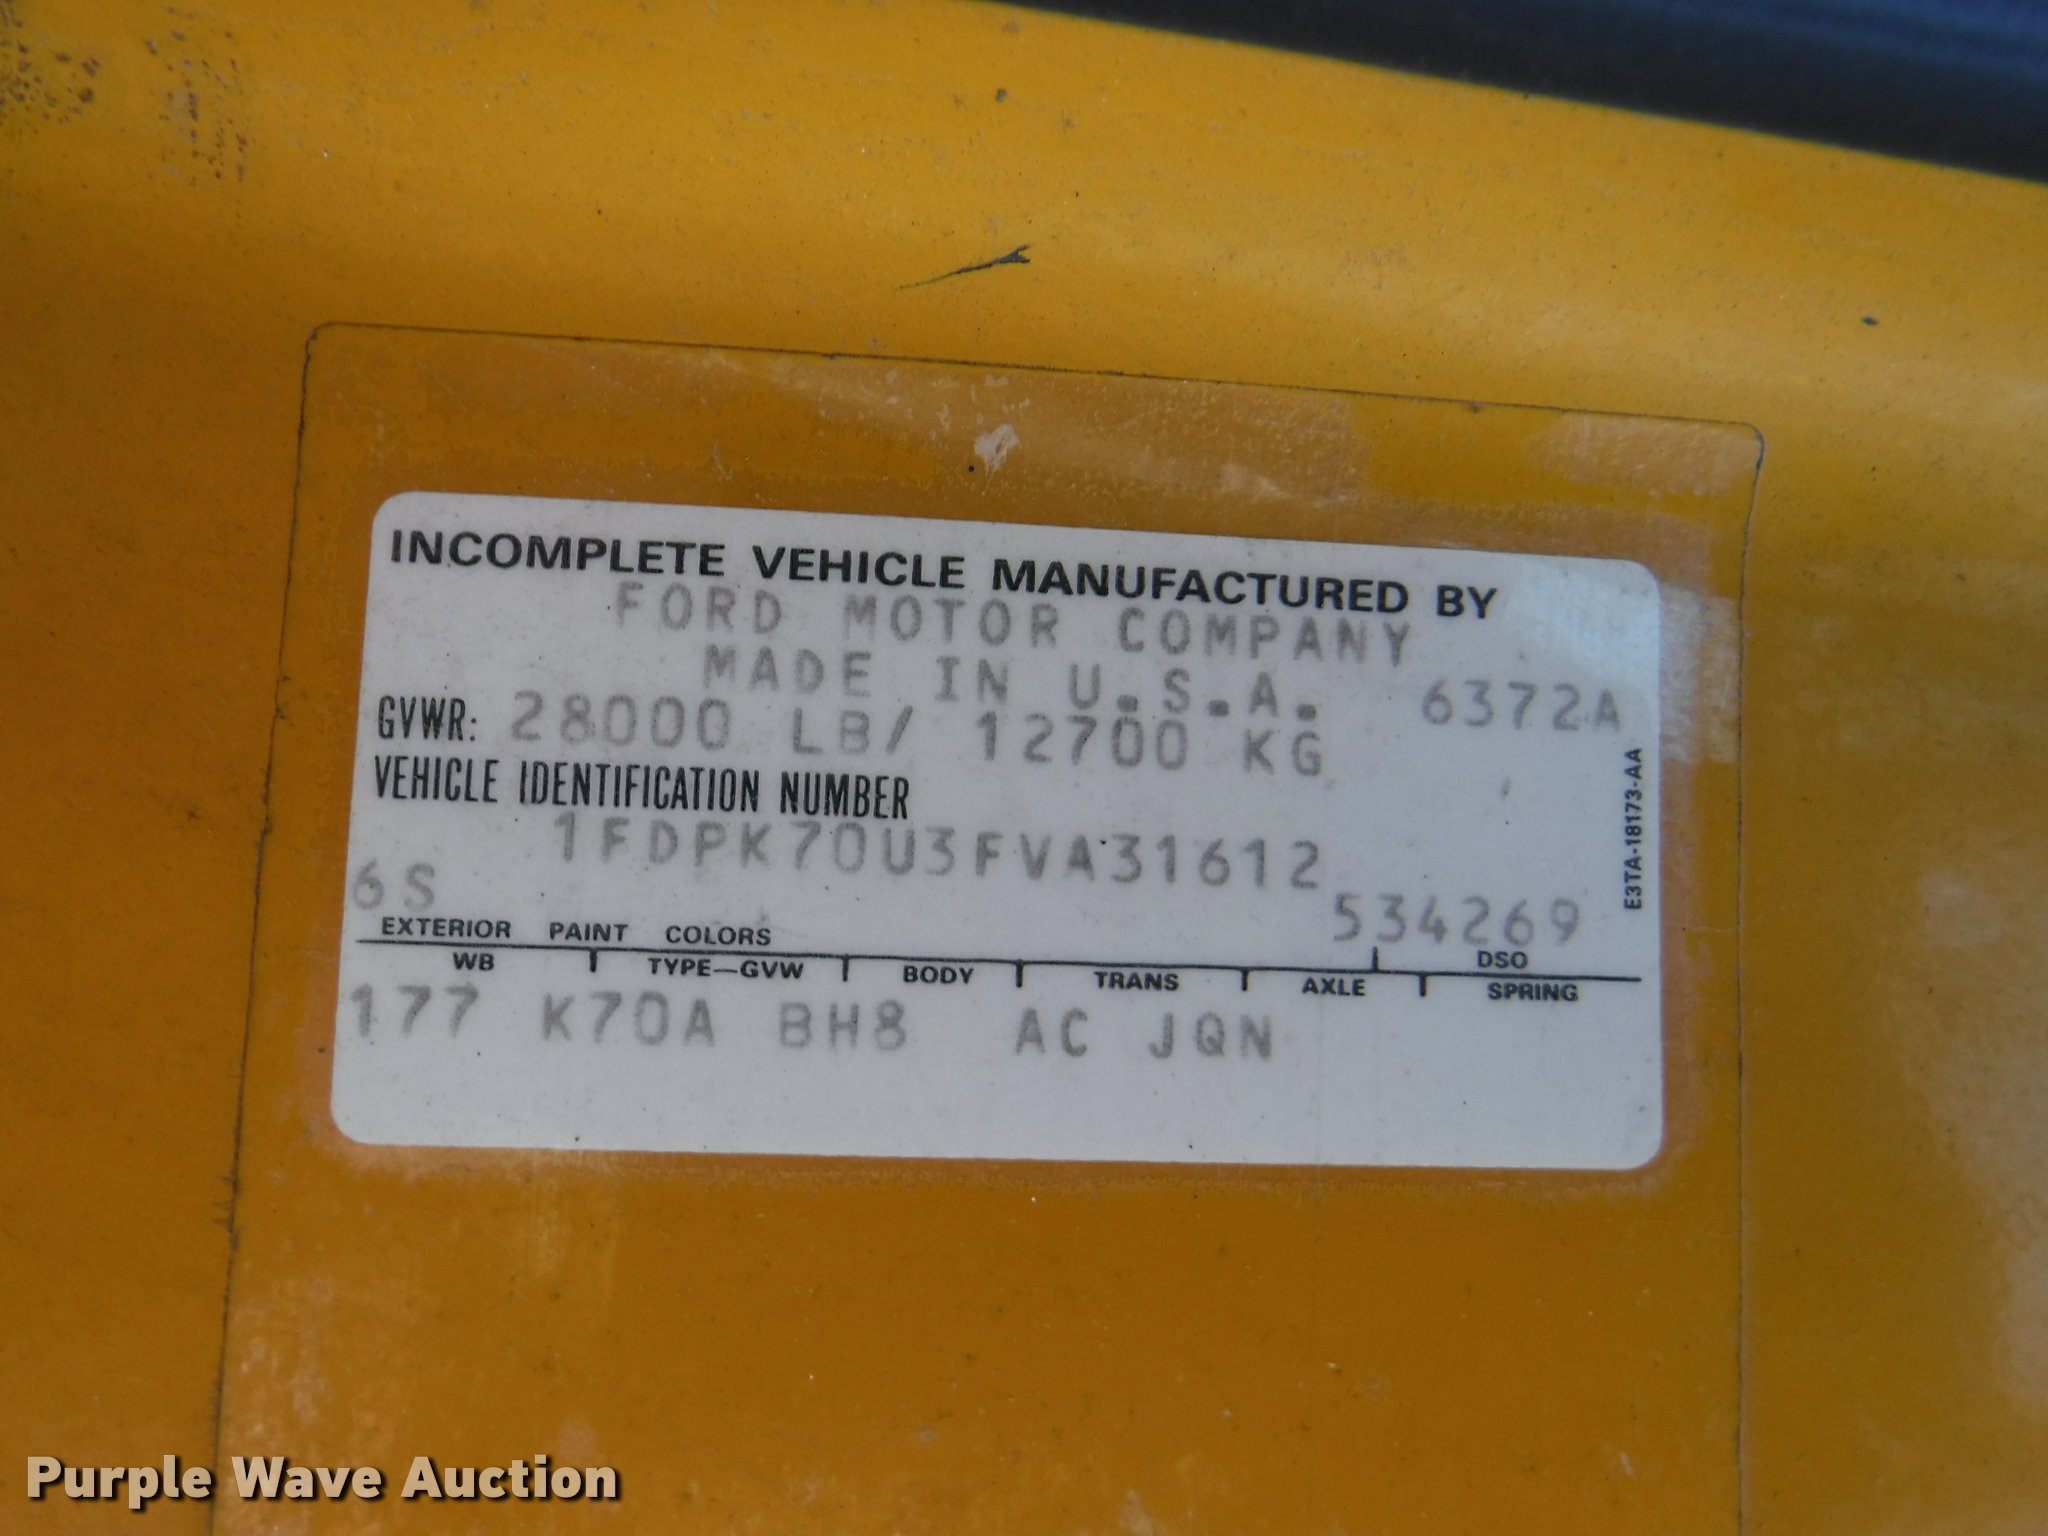 INCOMPLETE VEHICLE MANUFACTURED BY
FORD MOTOR COMPANY
MADE IN U.S.A.
6372A
GVWR: 28000 LB/ 12700 KG
VEHICLE IDENTIFICATION NUMBER
1FDPK70U3FVA31612
E3TA-18173-AA
6S
534269
EXTERIOR PAINT COLORS
DSO
WB TYPE—GVW BODY TRANS AXLE SPRING
177 K70A BH8 AC JQN
Purple Wave Auction